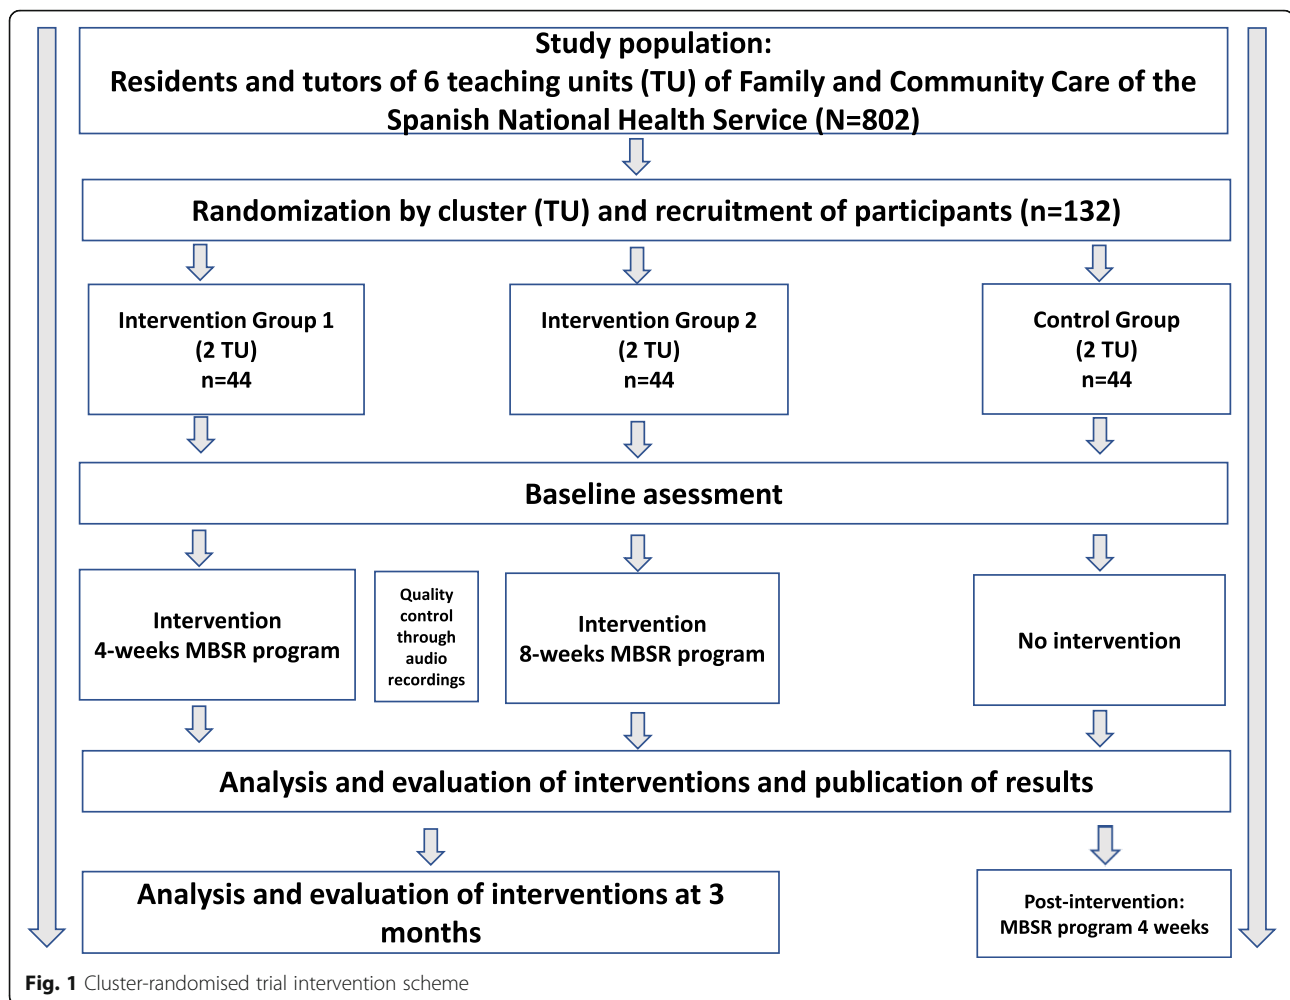 Study population:
Residents and tutors of 6 teaching units (TU) of Family and Community Care of the
Spanish National Health Service (N=802)
Randomization by cluster (TU) and recruitment of participants (n=132)
Intervention Group 1
(2 TU)
n=44
Intervention Group 2
(2 TU)
n=44
Control Group
(2 TU)
n=44
Baseline asessment
Intervention
4-weeks MBSR program
Quality
control
through
audio
recordings
Intervention
8-weeks MBSR program
No intervention
Analysis and evaluation of interventions and publication of results
Analysis and evaluation of interventions at 3
months
Post-intervention:
MBSR program 4 weeks
Fig. 1 Cluster-randomised trial intervention scheme